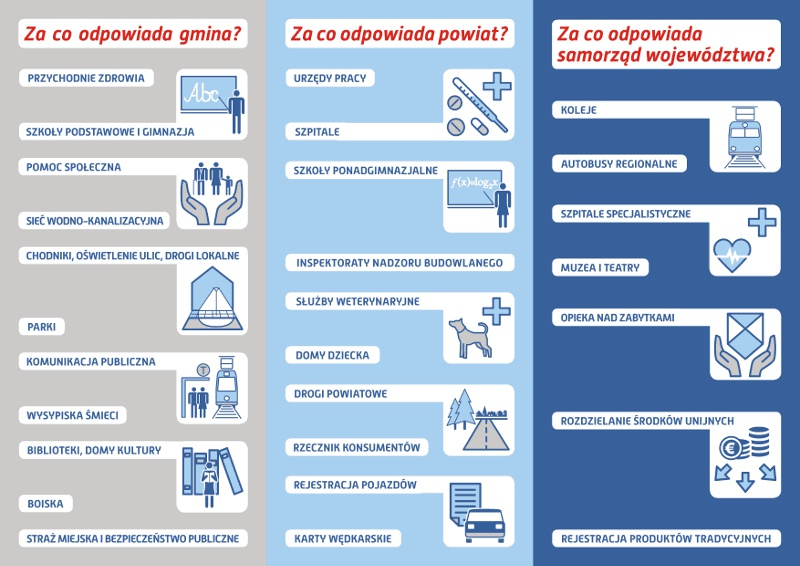 Za co odpowiada gmina?
PRZYCHODNIE ZDROWIA
Abc
SZKOŁY PODSTAWOWE I GIMNAZJA
POMOC SPOŁECZNA
SIEĆ WODNO-KANALIZACYJNA
CHODNIKI, OŚWIETLENIE ULIC, DROGI LOKALNE
PARKI
KOMUNIKACJA PUBLICZNA
T
WYSYPISKA ŚMIECI
BIBLIOTEKI, DOMY KULTURY
BOISKA
STRAŻ MIEJSKA I BEZPIECZEŃSTWO PUBLICZNE
Za co odpowiada powiat?
URZĘDY PRACY
SZPITALE
SZKOŁY PONADGIMNAZJALNE
f(x)=log₂x
INSPEKTORATY NADZORU BUDOWLANEGO
SŁUŻBY WETERYNARYJNE
DOMY DZIECKA
DROGI POWIATOWE
RZECZNIK KONSUMENTÓW
REJESTRACJA POJAZDÓW
KARTY WĘDKARSKIE
Za co odpowiada
samorząd województwa?
KOLEJE
AUTOBUSY REGIONALNE
SZPITALE SPECJALISTYCZNE
MUZEA I TEATRY
OPIEKA NAD ZABYTKAMI
ROZDZIELANIE ŚRODKÓW UNIJNYCH
€
REJESTRACJA PRODUKTÓW TRADYCYJNYCH